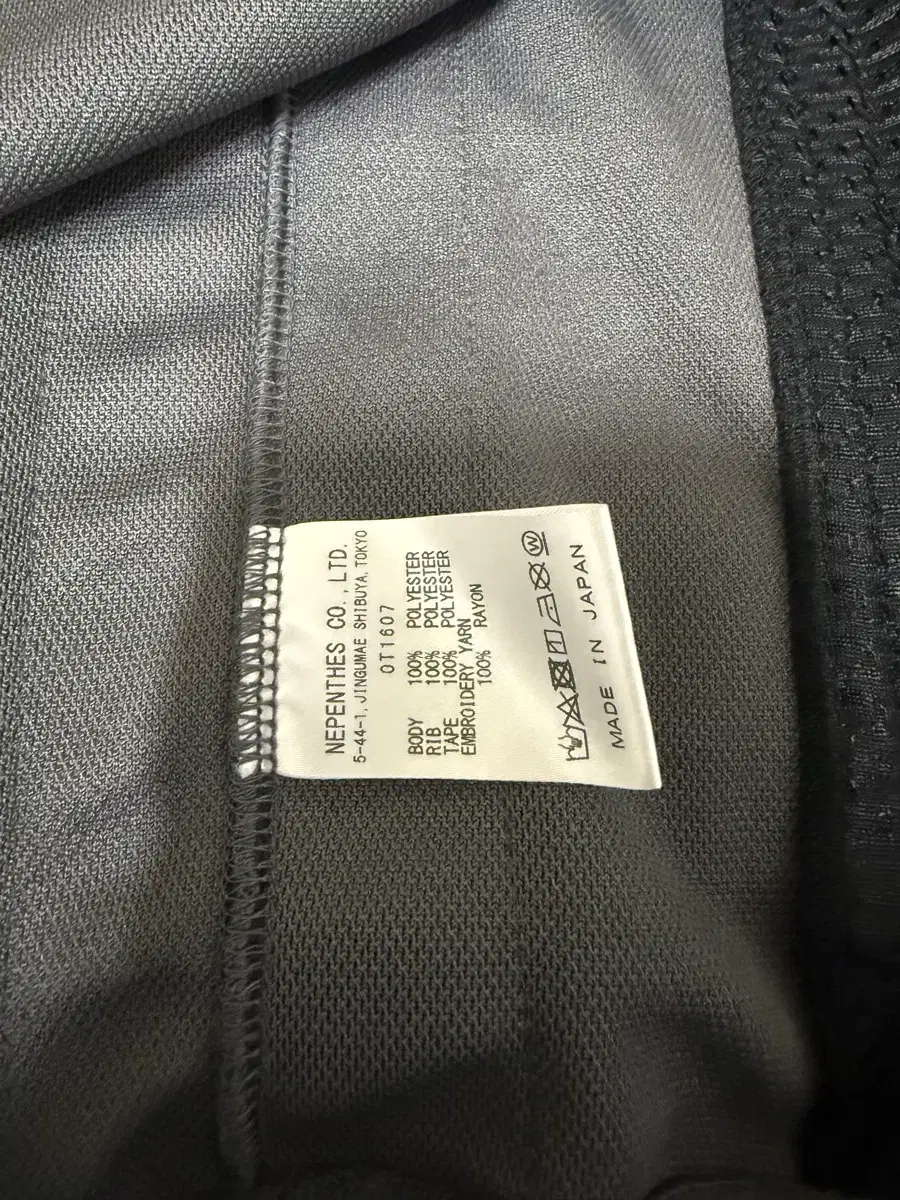 NEPENTHES CO.,LTD.
5-44-1, JINGUMAE SHIBUYA, TOKYO
OT1607
BODY 100% POLYESTER
RIB 100% POLYESTER
TAPE 100% POLYESTER
EMBROIDERY YARN
100% RAYON
W
MADE IN JAPAN